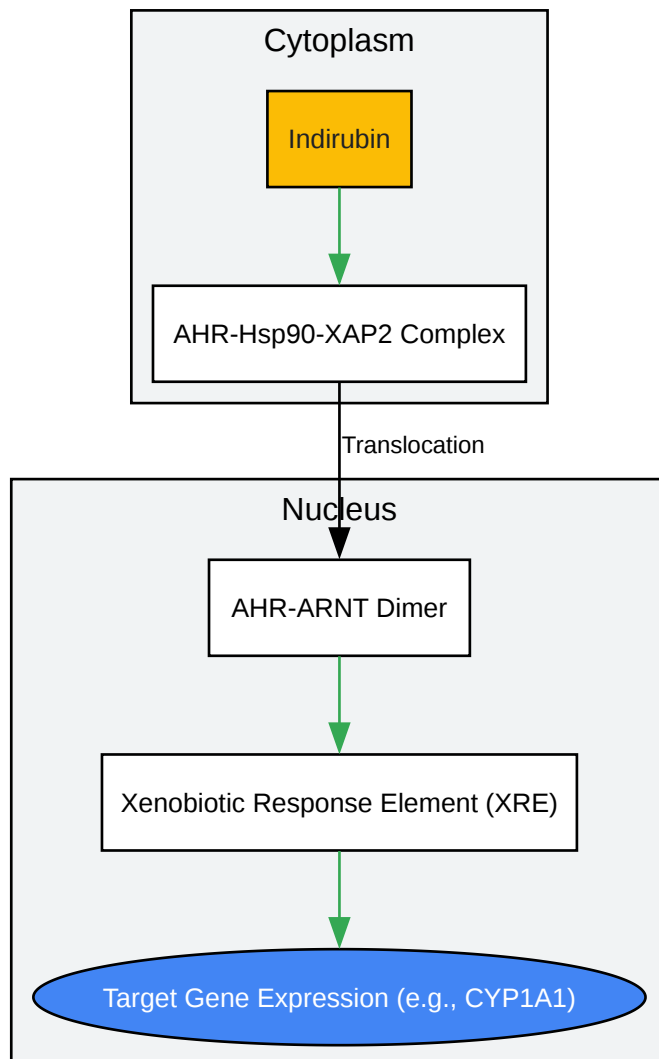 Cytoplasm
Indirubin
AHR-Hsp90-XAP2 Complex
Translocation
Nucleus
AHR-ARNT Dimer
Xenobiotic Response Element (XRE)
Target Gene Expression (e.g., CYP1A1)